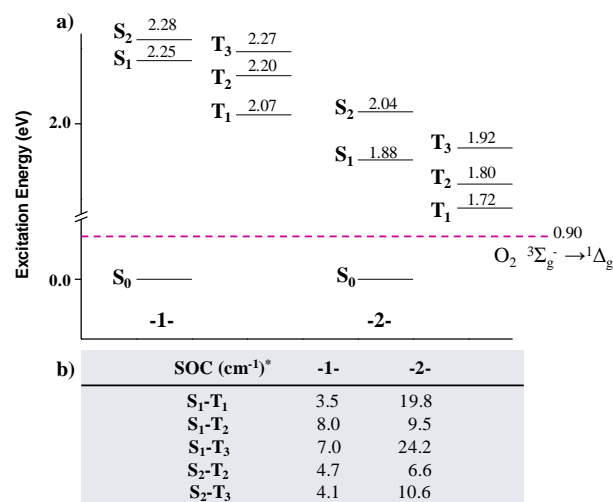 a)
S₂ 2.28
S₁ 2.25
T₃ 2.27
T₂ 2.20
T₁ 2.07
S₂ 2.04
S₁ 1.88
T₃ 1.92
T₂ 1.80
T₁ 1.72
Excitation Energy (eV)
2.0
0.0
0.90
O₂ ³Σg⁻ →¹Δg
S₀
S₀
-1- -2-
b) SOC (cm⁻¹)* -1- -2-
S₁-T₁ 3.5 19.8
S₁-T₂ 8.0 9.5
S₁-T₃ 7.0 24.2
S₂-T₂ 4.7 6.6
S₂-T₃ 4.1 10.6